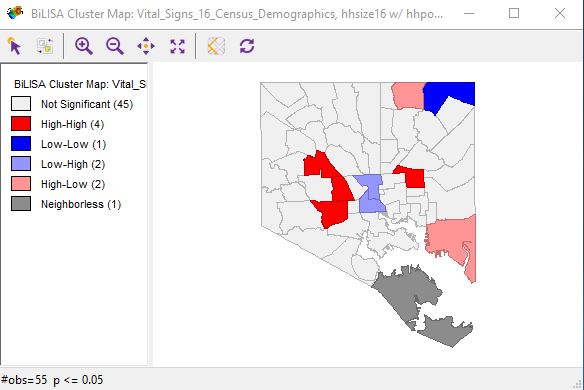 BiLISA Cluster Map: Vital_Signs_16_Census_Demographics, hhsize16 w/ hhpo...
BiLISA Cluster Map: Vital_S
Not Significant (45)
High-High (4)
Low-Low (1)
Low-High (2)
High-Low (2)
Neighborless (1)
#obs=55 p <= 0.05